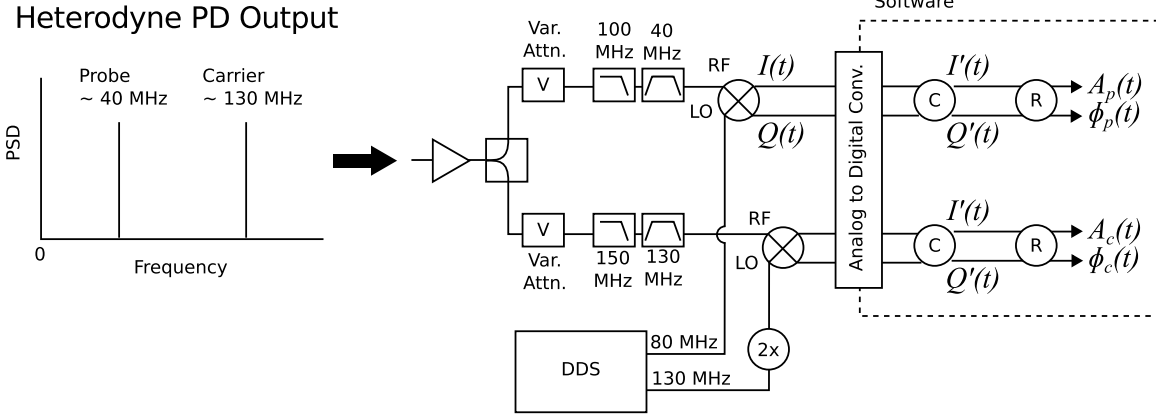 Heterodyne PD Output
Software
Probe
~ 40 MHz
Carrier
~ 130 MHz
PSD
0
Frequency
Var.
Attn.
100
MHz
40
MHz
V
RF
LO
I(t)
Q(t)
Analog to Digital Conv.
I'(t)
Q'(t)
C
R
Aₚ(t)
ϕₚ(t)
V
Var.
Attn.
150
MHz
130
MHz
RF
LO
I'(t)
Q'(t)
C
R
A_c(t)
ϕ_c(t)
DDS
80 MHz
130 MHz
2x